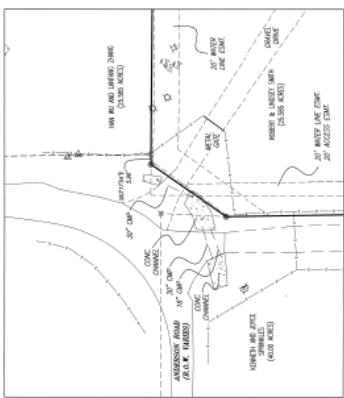 HAN WU AND LINFANG ZHANG
(25.585 ACRES)
20' WATER
LINE ESMT.
GRAVEL
DRIVE
ROBERT & LINDSEY SMITH
(25.585 ACRES)
METAL
GATE
20' WATER LINE ESMT.
20' ACCESS ESMT.
30" CMP
CONC.
CHANNEL
30" CMP
18" CMP
CONC.
CHANNEL
ANDERSON ROAD
(R.O.W. VARIES)
KENNETH AND JOYCE
SPRINKLES
(40.00 ACRES)